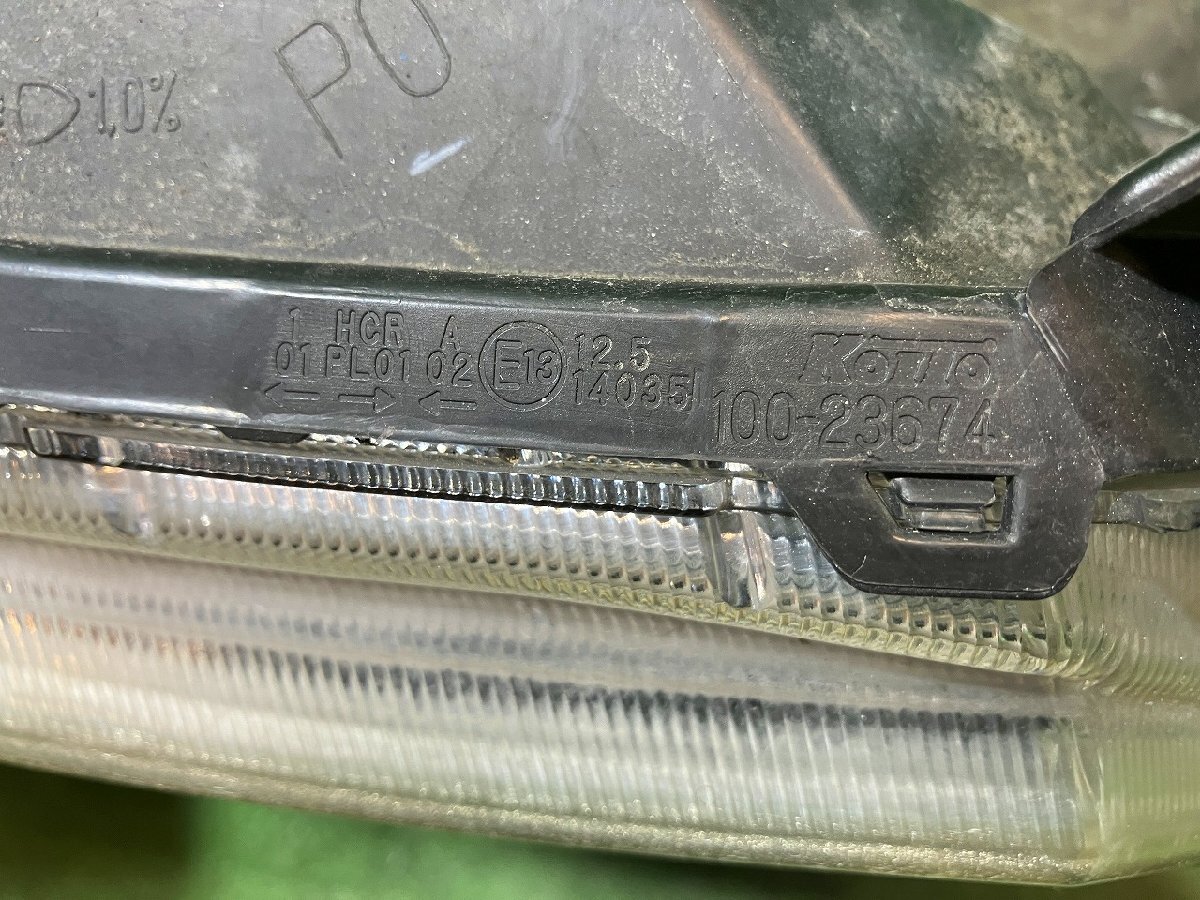 PO
D 1,0%
1 HCR A 12.5
01 PL01 02 E13 14035
Koito
100-23674